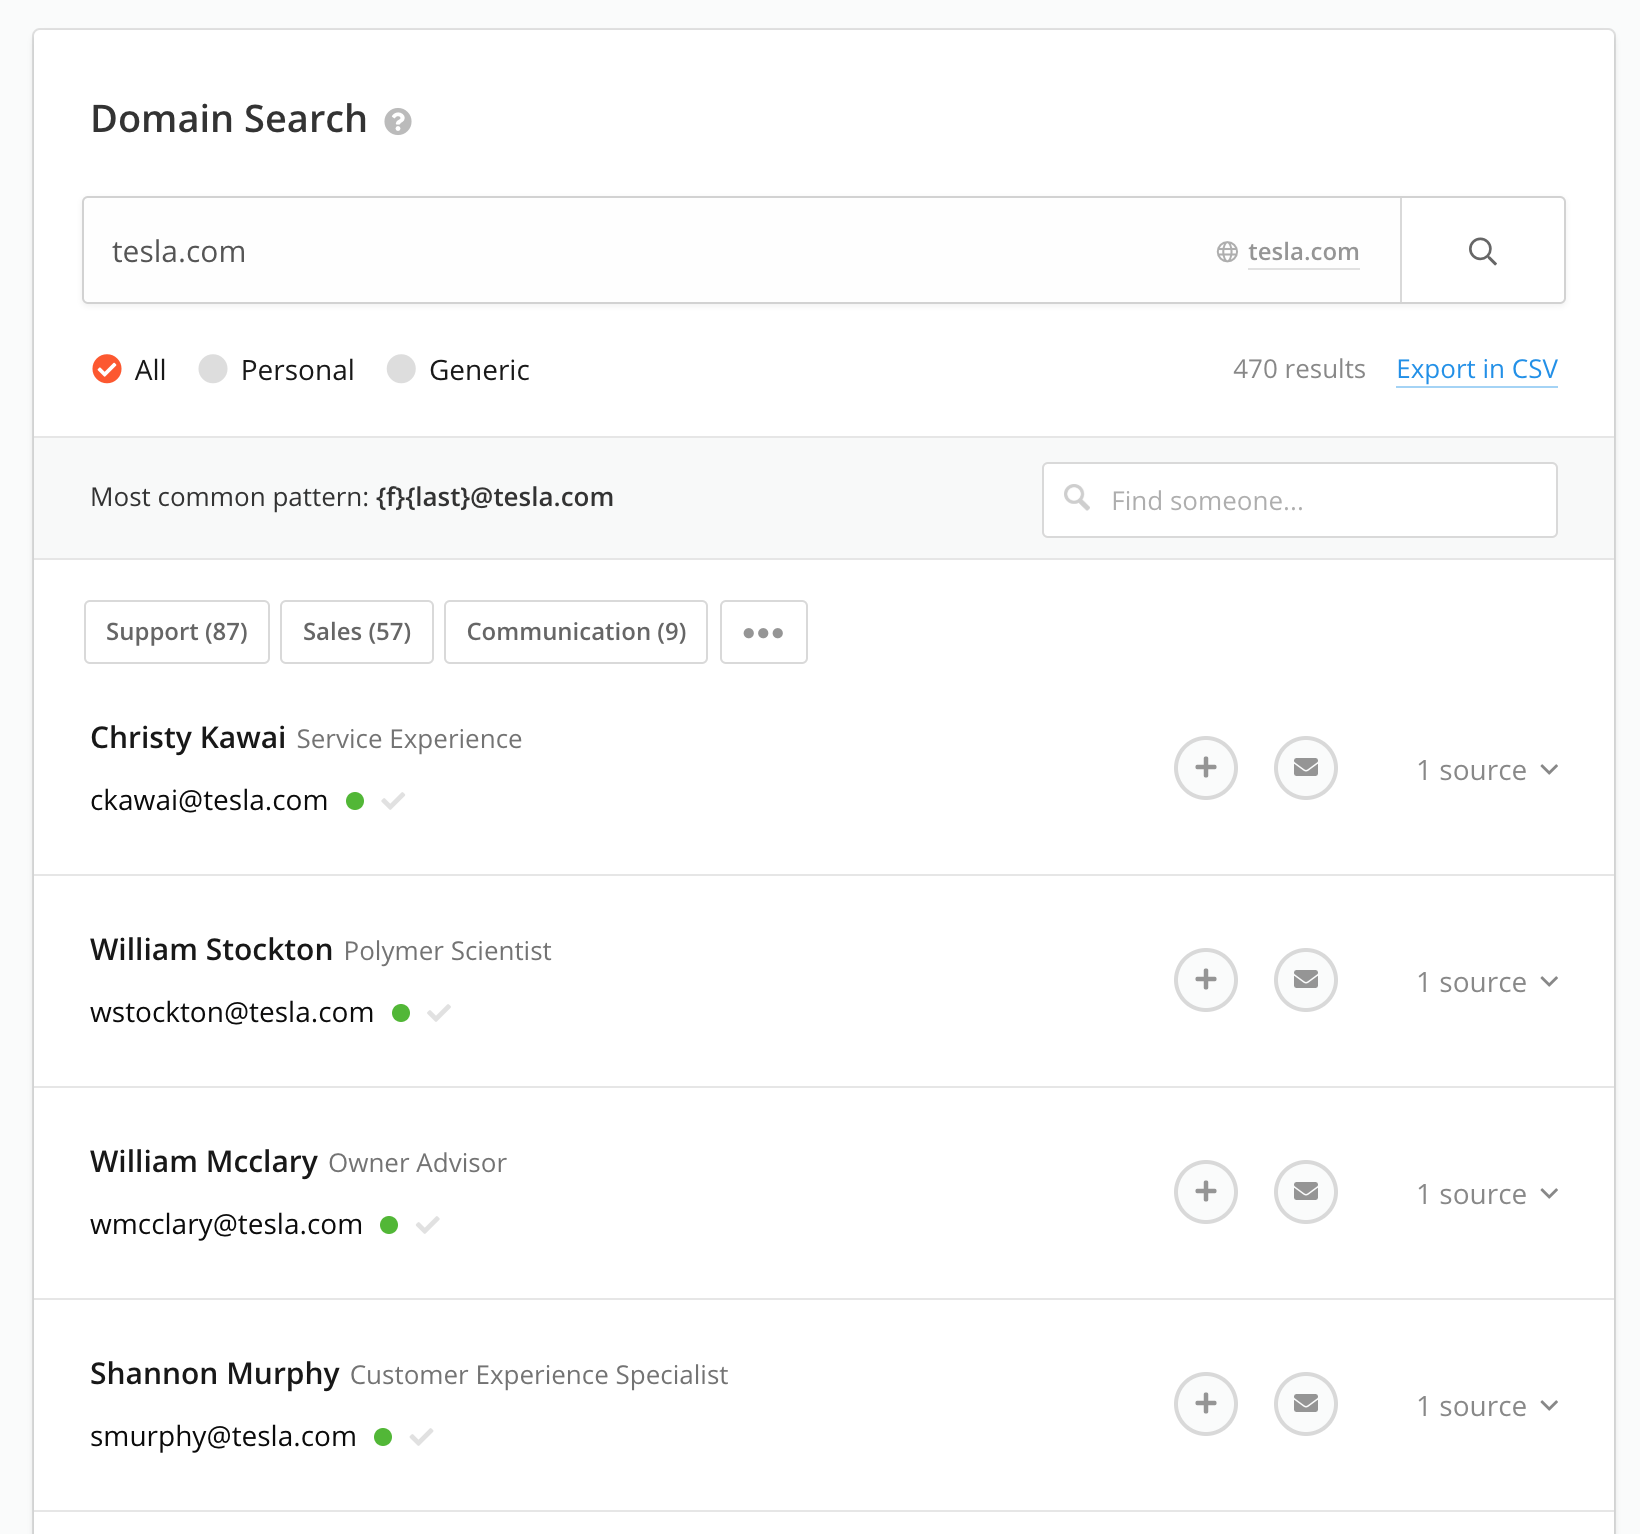 Domain Search ?
tesla.com
tesla.com
All Personal Generic
470 results Export in CSV
Most common pattern: {f}{last}@tesla.com
Find someone...
Support (87) Sales (57) Communication (9) •••
Christy Kawai Service Experience
ckawai@tesla.com
1 source
William Stockton Polymer Scientist
wstockton@tesla.com
1 source
William Mcclary Owner Advisor
wmcclary@tesla.com
1 source
Shannon Murphy Customer Experience Specialist
smurphy@tesla.com
1 source